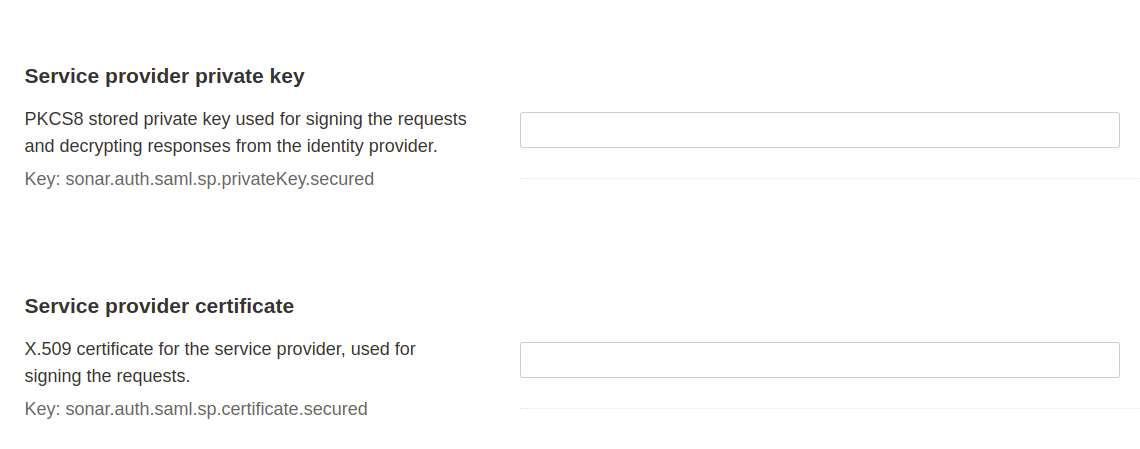 Service provider private key
PKCS8 stored private key used for signing the requests
and decrypting responses from the identity provider.
Key: sonar.auth.saml.sp.privateKey.secured
Service provider certificate
X.509 certificate for the service provider, used for
signing the requests.
Key: sonar.auth.saml.sp.certificate.secured